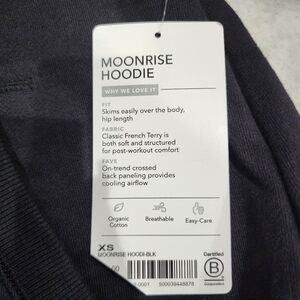 MOONRISE
HOODIE
WHY WE LOVE IT
FIT
Skims easily over the body,
hip length
FABRIC
Classic French Terry is
both soft and structured
for post-workout comfort
FAVE
On-trend crossed
back paneling provides
cooling airflow
Organic
Cotton
Breathable
Easy-Care
XS
MOONRISE HOODI-BLK
Certified
B
Corporation